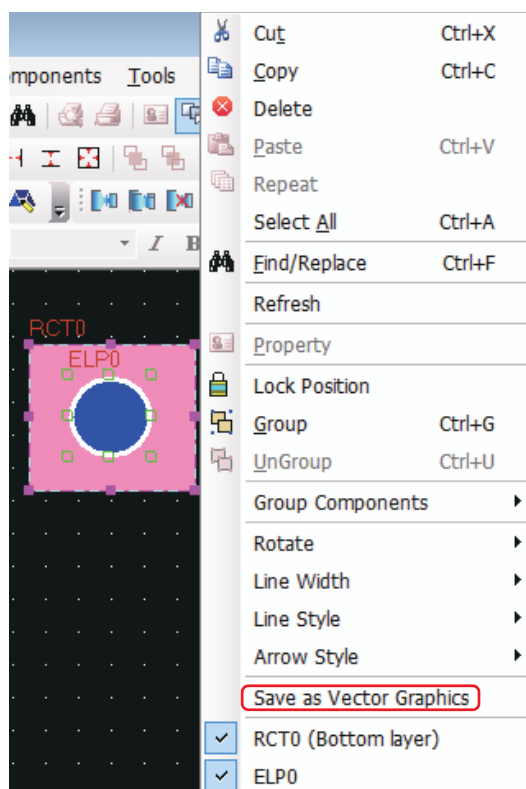 mponents Tools
I B
RCT0
ELP0
Cut Ctrl+X
Copy Ctrl+C
Delete
Paste Ctrl+V
Repeat
Select All Ctrl+A
Find/Replace Ctrl+F
Refresh
Property
Lock Position
Group Ctrl+G
UnGroup Ctrl+U
Group Components
Rotate
Line Width
Line Style
Arrow Style
Save as Vector Graphics
RCT0 (Bottom layer)
ELP0